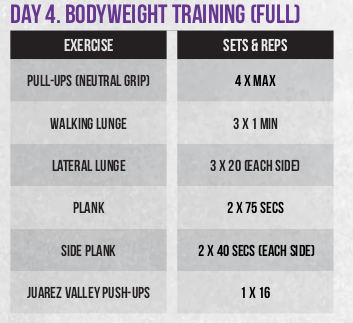 DAY 4. BODYWEIGHT TRAINING (FULL)
EXERCISE SETS & REPS
PULL-UPS (NEUTRAL GRIP) 4 X MAX
WALKING LUNGE 3 X 1 MIN
LATERAL LUNGE 3 X 20 (EACH SIDE)
PLANK 2 X 75 SECS
SIDE PLANK 2 X 40 SECS (EACH SIDE)
JUAREZ VALLEY PUSH-UPS 1 X 16